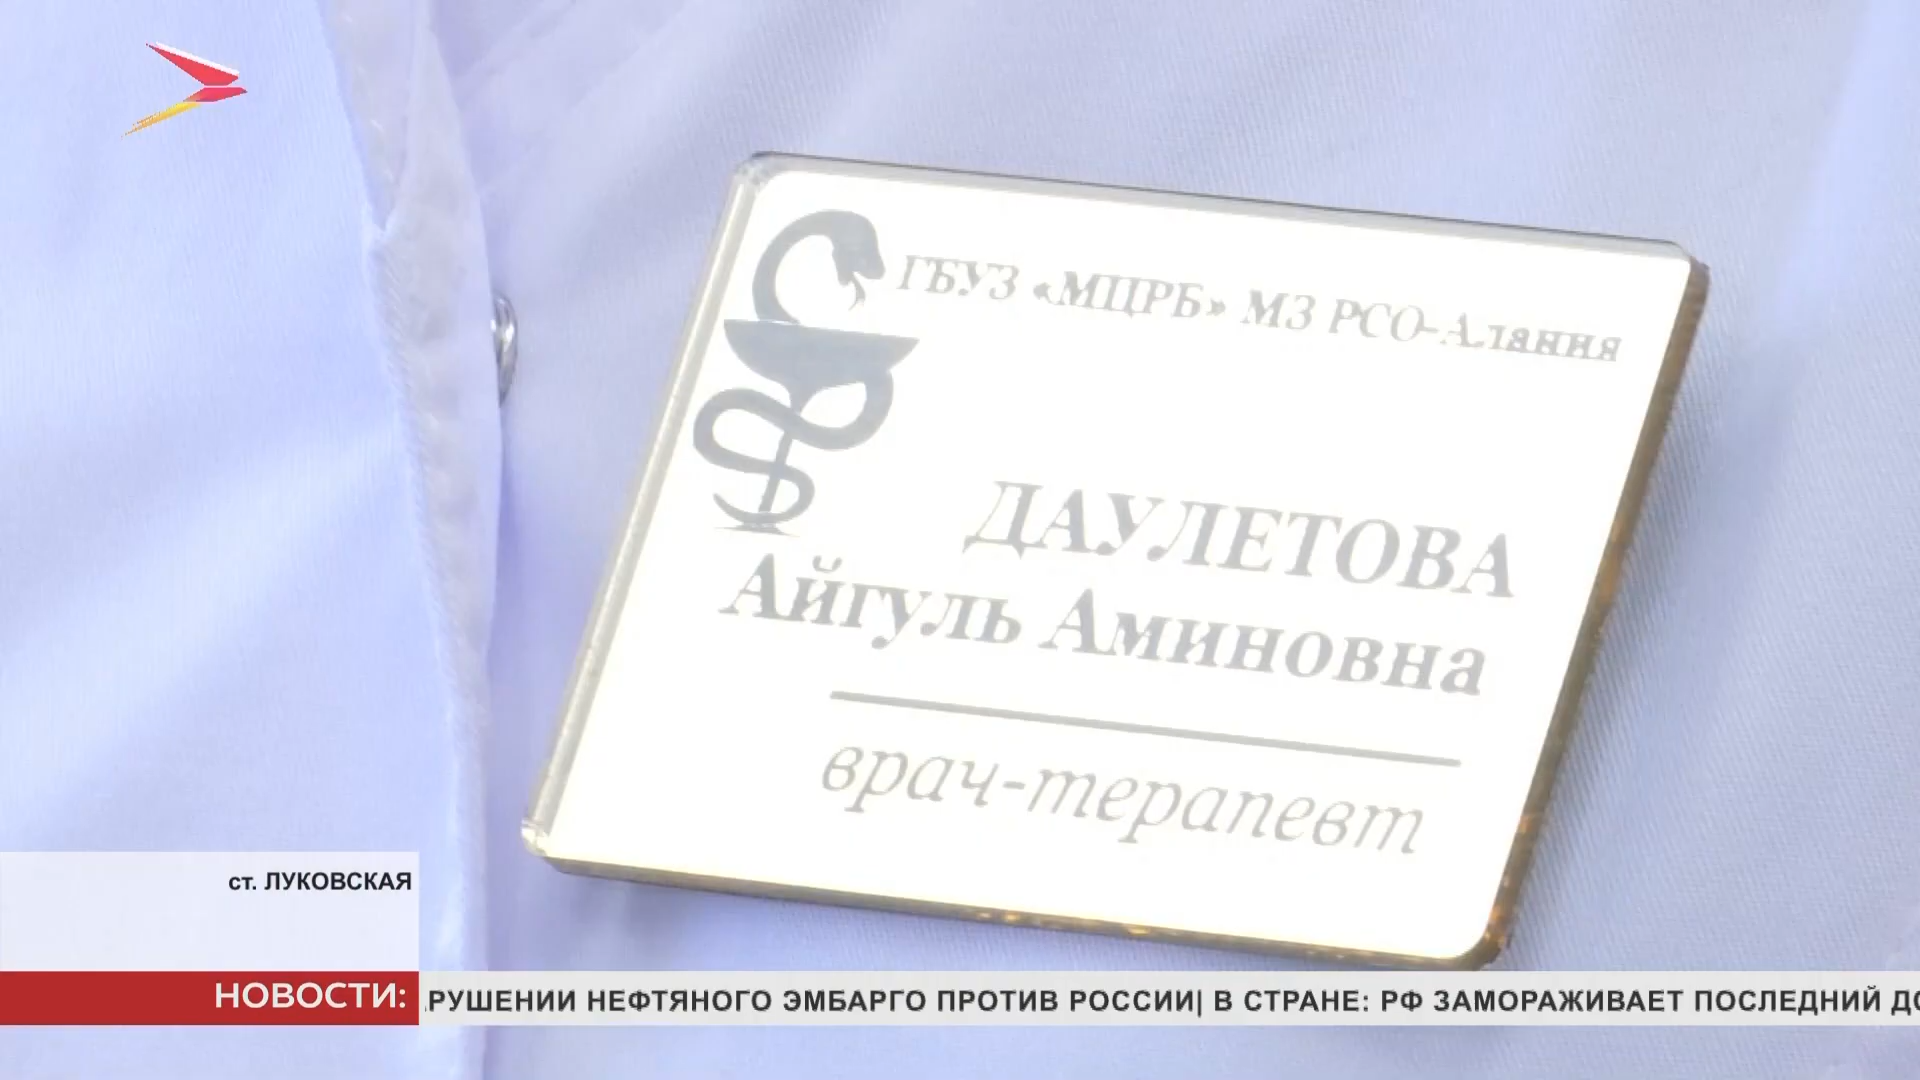 ГБУЗ «МЦРБ» МЗ РСО-Алания
ДАУЛЕТОВА
Айгуль Аминовна
врач-терапевт
ст. ЛУКОВСКАЯ
НОВОСТИ:
РУШЕНИИ НЕФТЯНОГО ЭМБАРГО ПРОТИВ РОССИИ| В СТРАНЕ: РФ ЗАМОРАЖИВАЕТ ПОСЛЕДНИЙ